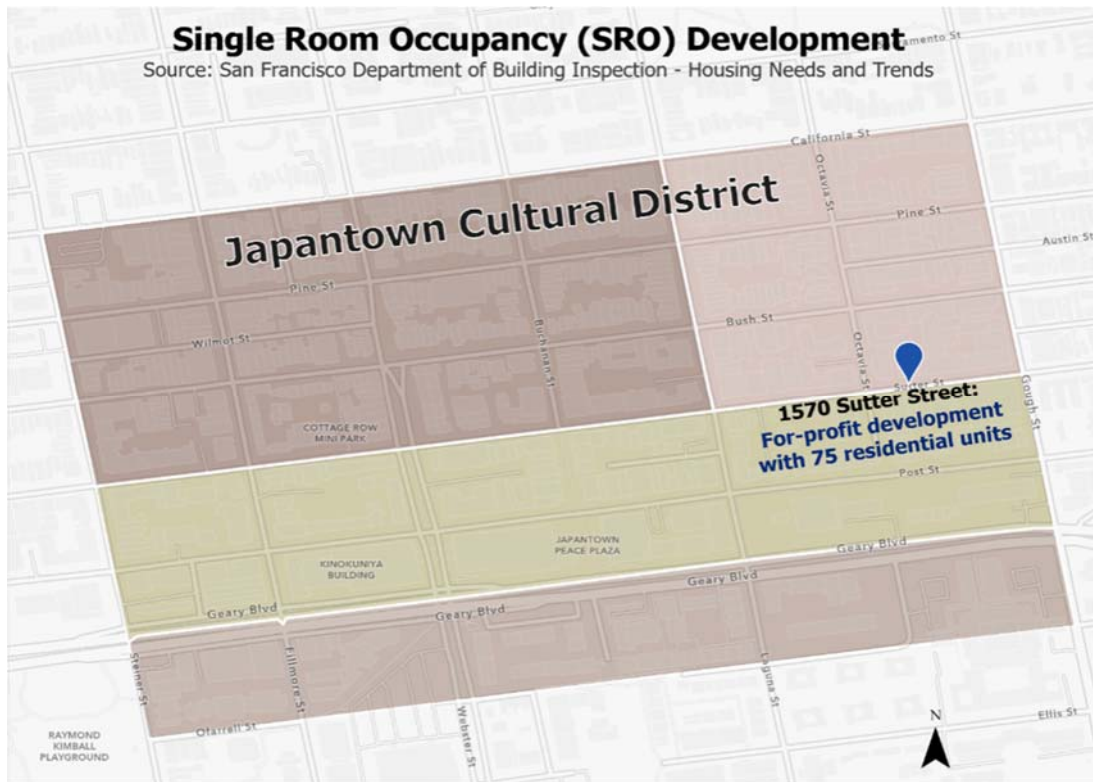 Single Room Occupancy (SRO) Development
Source: San Francisco Department of Building Inspection - Housing Needs and Trends
California St
Octavia St
Japantown Cultural District
Pine St
Austin St
Pine St
Bush St
Wilmot St
Buchanan St
Octavia St
Sutter St
Gough St
1570 Sutter Street:
For-profit development
with 75 residential units
COTTAGE ROW
MINI PARK
Post St
JAPANTOWN
PEACE PLAZA
Geary Blvd
KINOKUNIYA
BUILDING
Geary Blvd
Geary Blvd
Geary Blvd
Steiner St
Fillmore St
Webster St
Laguna St
Ofarrell St
Ellis St
RAYMOND
KIMBALL
PLAYGROUND
N